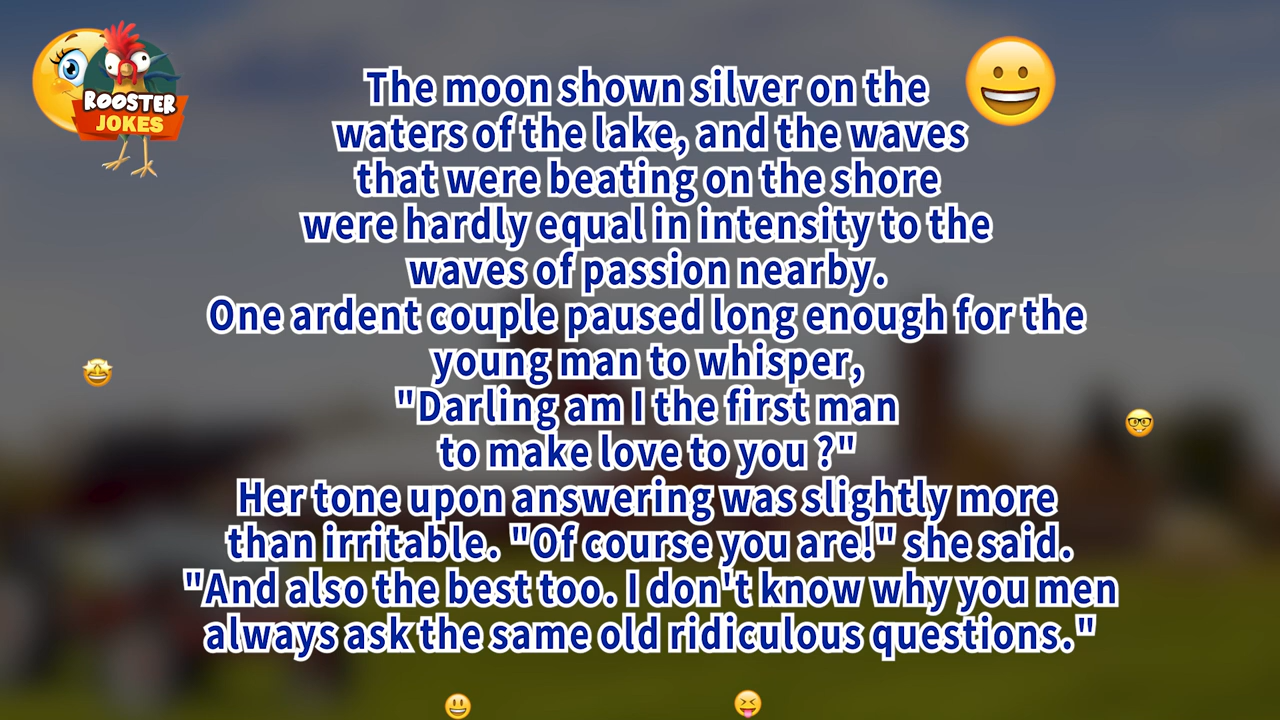 ROOSTER
JOKES
The moon shown silver on the
waters of the lake, and the waves
that were beating on the shore
were hardly equal in intensity to the
waves of passion nearby.
One ardent couple paused long enough for the
young man to whisper,
"Darling am I the first man
to make love to you ?"
Her tone upon answering was slightly more
than irritable. "Of course you are!" she said.
"And also the best too. I don't know why you men
always ask the same old ridiculous questions."